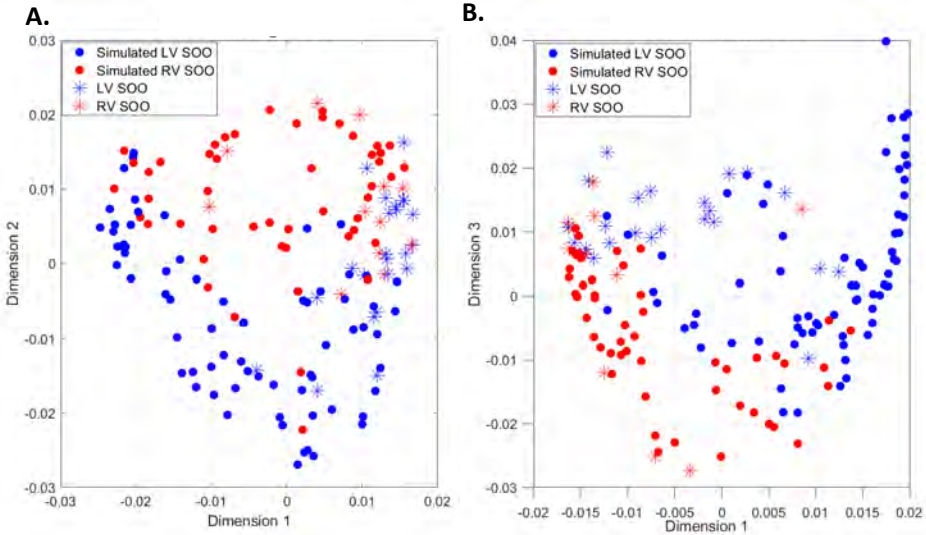 A.
0.03
0.02
0.01
0
-0.01
-0.02
-0.03
Dimension 2
Simulated LV SOO
Simulated RV SOO
LV SOO
RV SOO
-0.03
-0.02
-0.01
0
0.01
0.02
Dimension 1
B.
0.04
0.03
0.02
0.01
0
-0.01
-0.02
-0.03
Dimension 3
Simulated LV SOO
Simulated RV SOO
LV SOO
RV SOO
-0.02
-0.015
-0.01
-0.005
0
0.005
0.01
0.015
0.02
Dimension 1